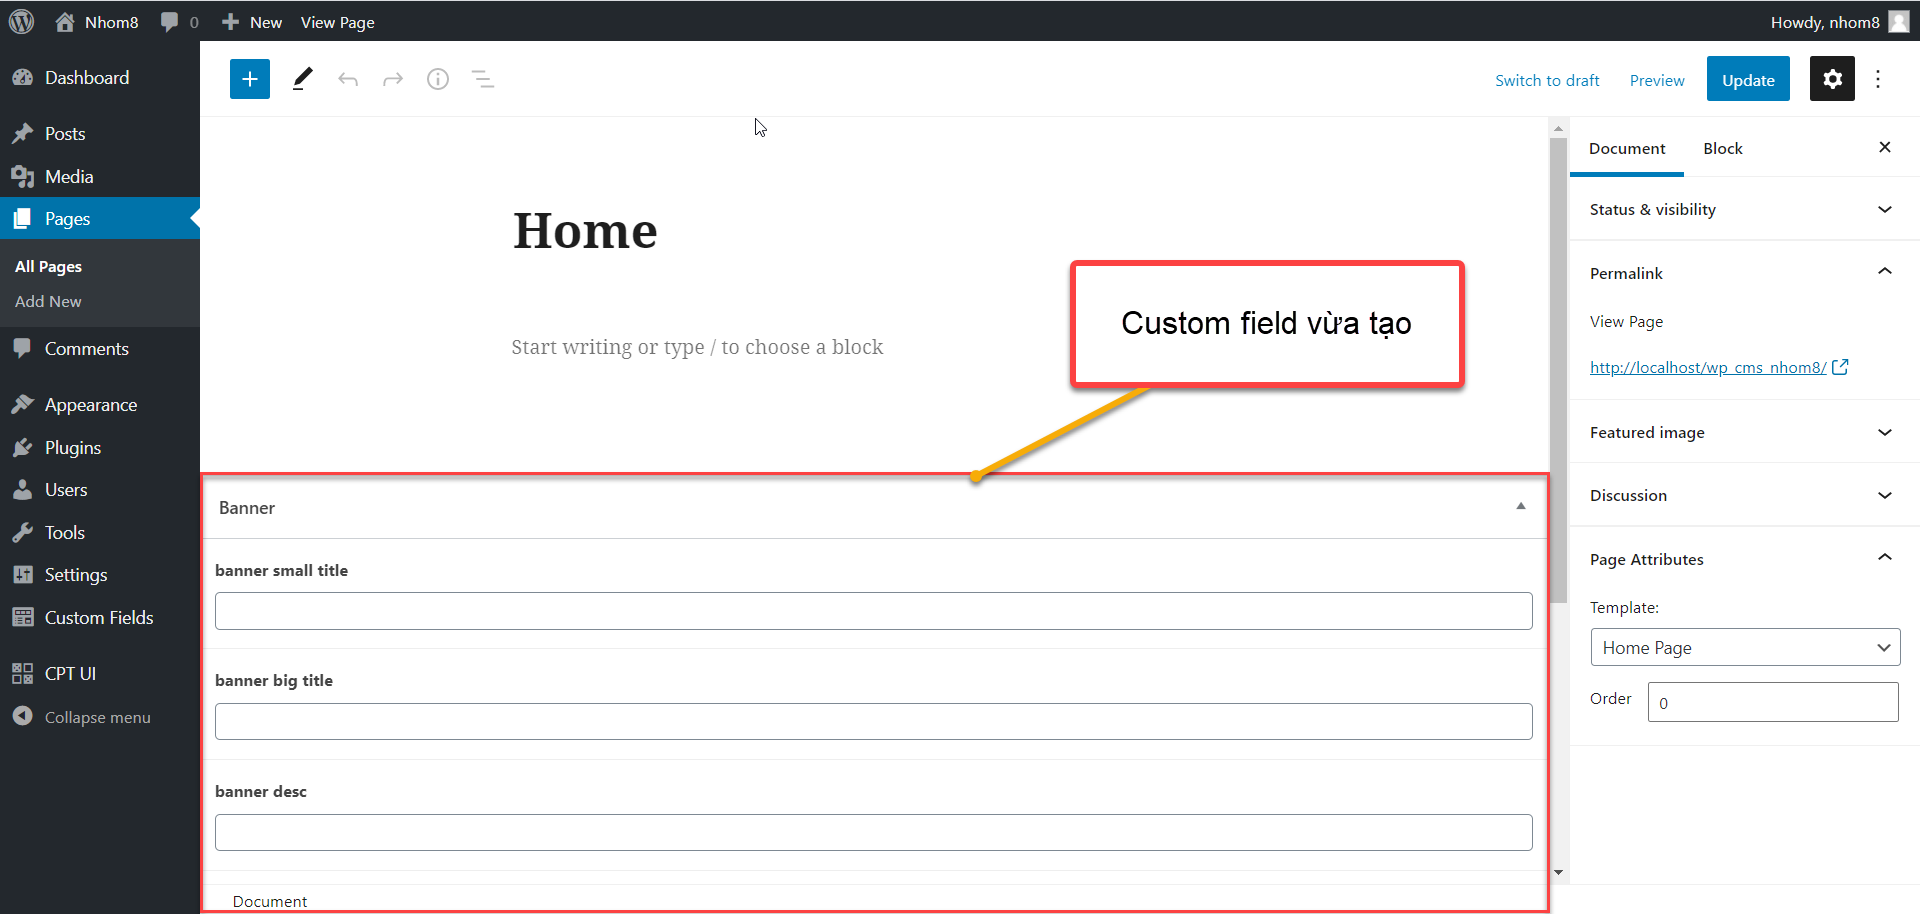 Nhom8 0 New View Page Howdy, nhom8
Dashboard
Posts
Media
Pages
All Pages
Add New
Comments
Appearance
Plugins
Users
Tools
Settings
Custom Fields
CPT UI
Collapse menu
Switch to draft Preview Update
Home
Start writing or type / to choose a block
Custom field vừa tạo
Banner
banner small title
banner big title
banner desc
Document
Document Block
Status & visibility
Permalink
View Page
http://localhost/wp_cms_nhom8/
Featured image
Discussion
Page Attributes
Template:
Home Page
Order 0